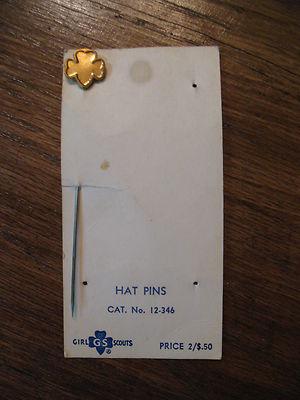 HAT PINS
CAT. No. 12-346
GIRL GS SCOUTS ® PRICE 2/$.50